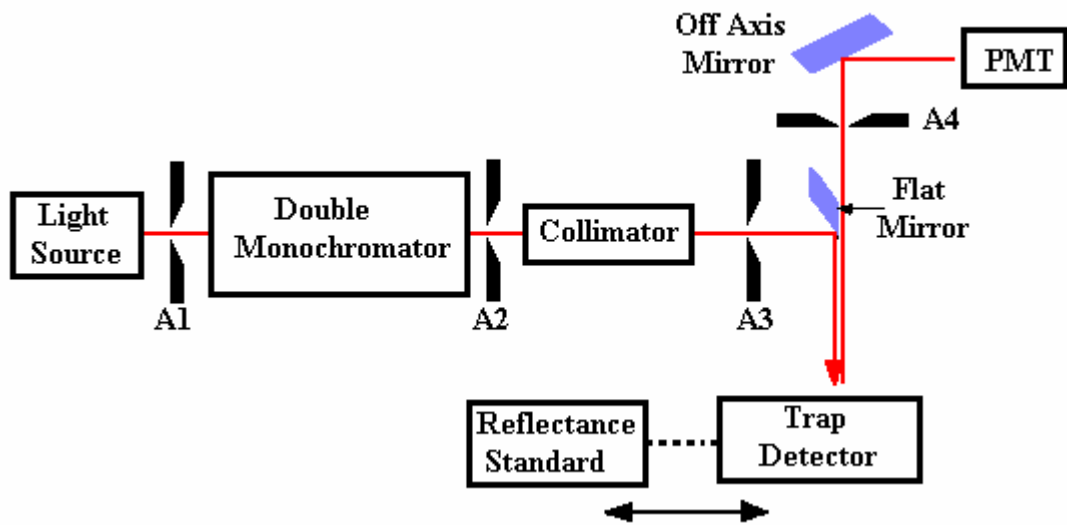 Off Axis
Mirror
PMT
A4
Light
Source
Double
Monochromator
Collimator
Flat
Mirror
A1
A2
A3
Reflectance
Standard
Trap
Detector